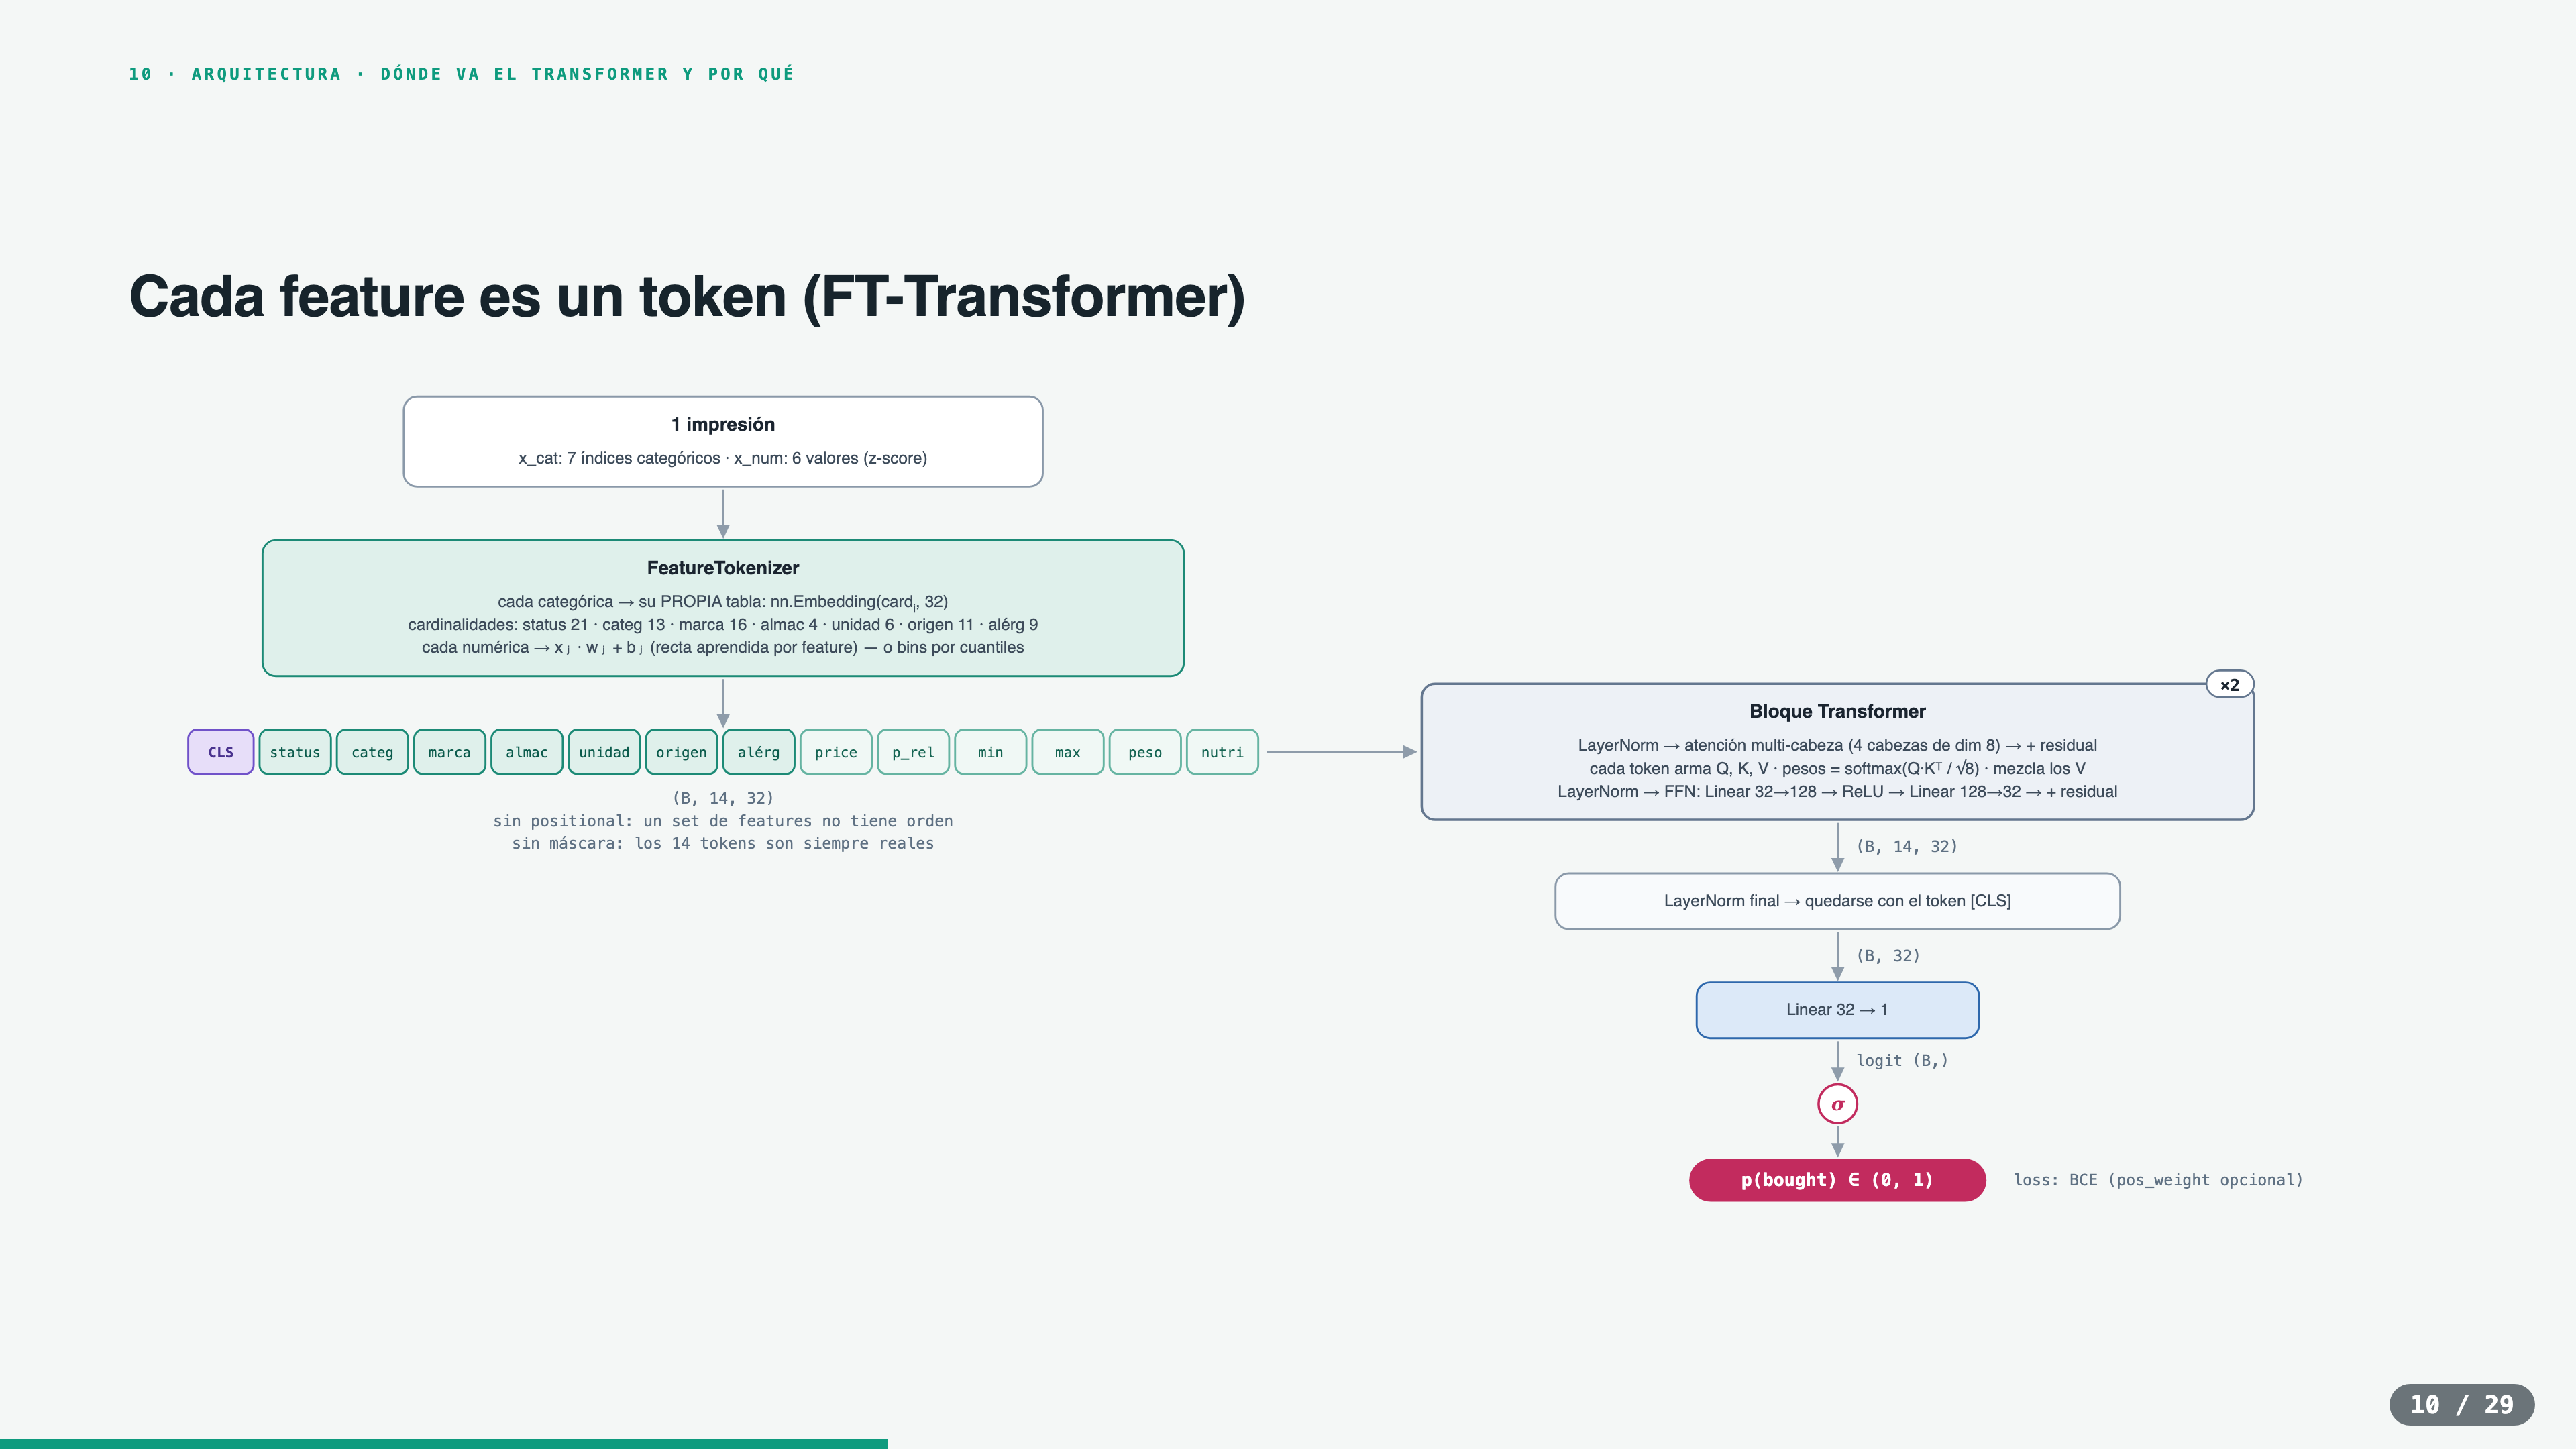 10 · ARQUITECTURA · DÓNDE VA EL TRANSFORMER Y POR QUÉ
Cada feature es un token (FT-Transformer)
1 impresión
x_cat: 7 índices categóricos · x_num: 6 valores (z-score)
FeatureTokenizer
cada categórica → su PROPIA tabla: nn.Embedding(cardᵢ, 32)
cardinalidades: status 21 · categ 13 · marca 16 · almac 4 · unidad 6 · origen 11 · alérg 9
cada numérica → xⱼ · wⱼ + bⱼ (recta aprendida por feature) — o bins por cuantiles
CLS status categ marca almac unidad origen alérg price p_rel min max peso nutri
(B, 14, 32)
sin positional: un set de features no tiene orden
sin máscara: los 14 tokens son siempre reales
×2
Bloque Transformer
LayerNorm → atención multi-cabeza (4 cabezas de dim 8) → + residual
cada token arma Q, K, V · pesos = softmax(Q·Kᵀ / √8) · mezcla los V
LayerNorm → FFN: Linear 32→128 → ReLU → Linear 128→32 → + residual
(B, 14, 32)
LayerNorm final → quedarse con el token [CLS]
(B, 32)
Linear 32 → 1
logit (B,)
σ
p(bought) ∈ (0, 1)
loss: BCE (pos_weight opcional)
10 / 29